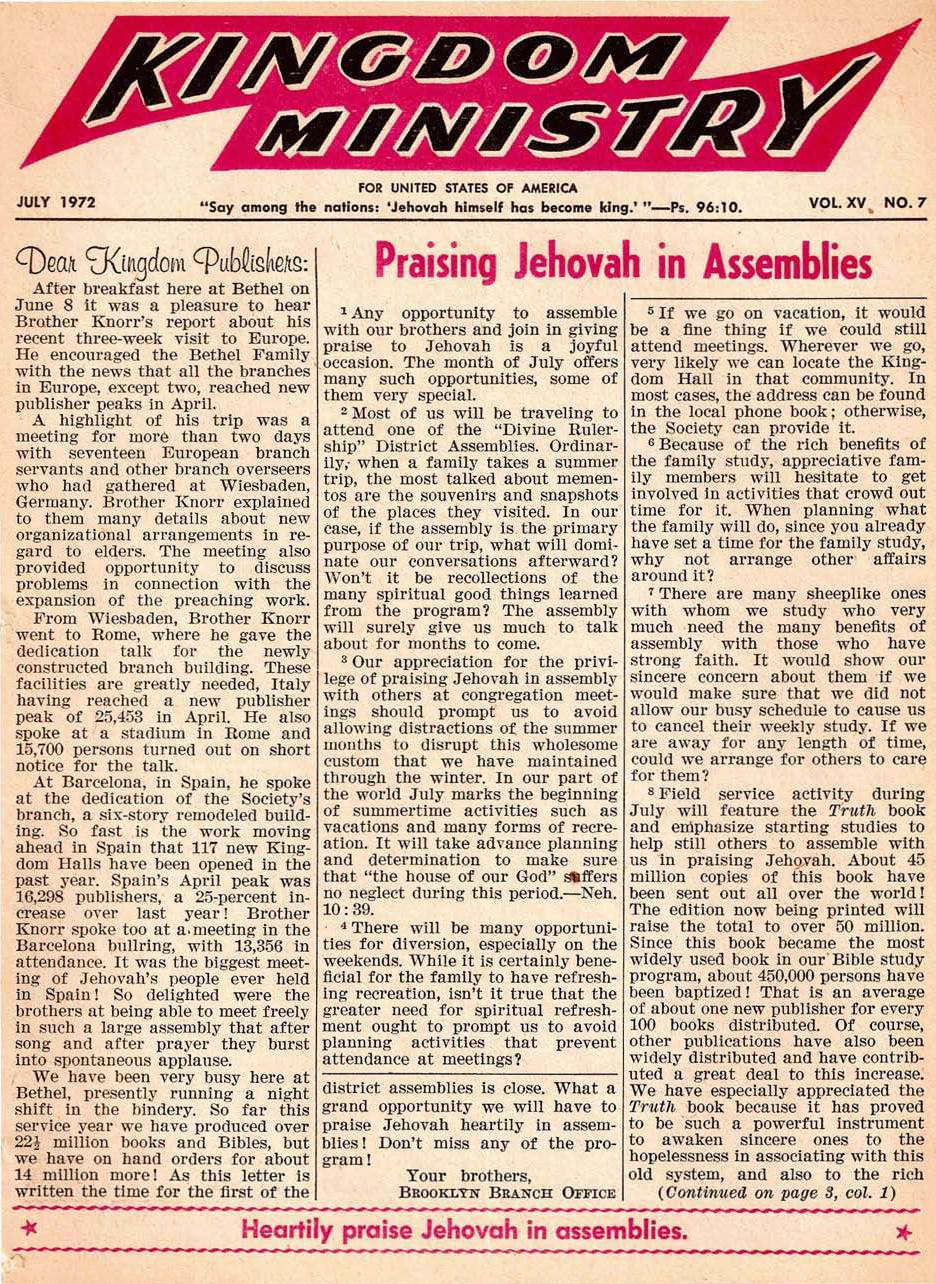 KINGDOM
MINISTRY
FOR UNITED STATES OF AMERICA
JULY 1972
"Say among the nations: 'Jehovah himself has become king.' "—Ps. 96:10.
VOL. XV NO. 7
Dear Kingdom Publishers:
After breakfast here at Bethel on
June 8 it was a pleasure to hear
Brother Knorr's report about his
recent three-week visit to Europe.
He encouraged the Bethel Family
with the news that all the branches
in Europe, except two, reached new
publisher peaks in April.
A highlight of his trip was a
meeting for more than two days
with seventeen European branch
servants and other branch overseers
who had gathered at Wiesbaden,
Germany. Brother Knorr explained
to them many details about new
organizational arrangements in re-
gard to elders. The meeting also
provided opportunity to discuss
problems in connection with the
expansion of the preaching work.
From Wiesbaden, Brother Knorr
went to Rome, where he gave the
dedication talk for the newly
constructed branch building. These
facilities are greatly needed, Italy
having reached a new publisher
peak of 25,453 in April. He also
spoke at a stadium in Rome and
15,700 persons turned out on short
notice for the talk.
At Barcelona, in Spain, he spoke
at the dedication of the Society's
branch, a six-story remodeled build-
ing. So fast is the work moving
ahead in Spain that 117 new King-
dom Halls have been opened in the
past year. Spain's April peak was
16,298 publishers, a 25-percent in-
crease over last year! Brother
Knorr spoke too at a meeting in the
Barcelona bullring, with 13,356 in
attendance. It was the biggest meet-
ing of Jehovah's people ever held
in Spain! So delighted were the
brothers at being able to meet freely
in such a large assembly that after
song and after prayer they burst
into spontaneous applause.
We have been very busy here at
Bethel, presently running a night
shift in the bindery. So far this
service year we have produced over
22½ million books and Bibles, but
we have on hand orders for about
14 million more! As this letter is
written the time for the first of the
district assemblies is close. What a
grand opportunity we will have to
praise Jehovah heartily in assem-
blies! Don't miss any of the pro-
gram!
Your brothers,
BROOKLYN BRANCH OFFICE
Praising Jehovah in Assemblies
1 Any opportunity to assemble
with our brothers and join in giving
praise to Jehovah is a joyful
occasion. The month of July offers
many such opportunities, some of
them very special.
2 Most of us will be traveling to
attend one of the "Divine Ruler-
ship" District Assemblies. Ordinar-
ily, when a family takes a summer
trip, the most talked about memen-
tos are the souvenirs and snapshots
of the places they visited. In our
case, if the assembly is the primary
purpose of our trip, what will domi-
nate our conversations afterward?
Won't it be recollections of the
many spiritual good things learned
from the program? The assembly
will surely give us much to talk
about for months to come.
3 Our appreciation for the privi-
lege of praising Jehovah in assembly
with others at congregation meet-
ings should prompt us to avoid
allowing distractions of the summer
months to disrupt this wholesome
custom that we have maintained
through the winter. In our part of
the world July marks the beginning
of summertime activities such as
vacations and many forms of recre-
ation. It will take advance planning
and determination to make sure
that "the house of our God" suffers
no neglect during this period.—Neh.
10:39.
4 There will be many opportuni-
ties for diversion, especially on the
weekends. While it is certainly bene-
ficial for the family to have refresh-
ing recreation, isn't it true that the
greater need for spiritual refresh-
ment ought to prompt us to avoid
planning activities that prevent
attendance at meetings?
5 If we go on vacation, it would
be a fine thing if we could still
attend meetings. Wherever we go,
very likely we can locate the King-
dom Hall in that community. In
most cases, the address can be found
in the local phone book; otherwise,
the Society can provide it.
6 Because of the rich benefits of
the family study, appreciative fam-
ily members will hesitate to get
involved in activities that crowd out
time for it. When planning what
the family will do, since you already
have set a time for the family study,
why not arrange other affairs
around it?
7 There are many sheeplike ones
with whom we study who very
much need the many benefits of
assembly with those who have
strong faith. It would show our
sincere concern about them if we
would make sure that we did not
allow our busy schedule to cause us
to cancel their weekly study. If we
are away for any length of time,
could we arrange for others to care
for them?
8 Field service activity during
July will feature the Truth book
and emphasize starting studies to
help still others to assemble with
us in praising Jehovah. About 45
million copies of this book have
been sent out all over the world!
The edition now being printed will
raise the total to over 50 million.
Since this book became the most
widely used book in our Bible study
program, about 450,000 persons have
been baptized! That is an average
of about one new publisher for every
100 books distributed. Of course,
other publications have also been
widely distributed and have contrib-
uted a great deal to this increase.
We have especially appreciated the
Truth book because it has proved
to be such a powerful instrument
to awaken sincere ones to the
hopelessness in associating with this
old system, and also to the rich
(Continued on page 3, col. 1)
Heartily praise Jehovah in assemblies.